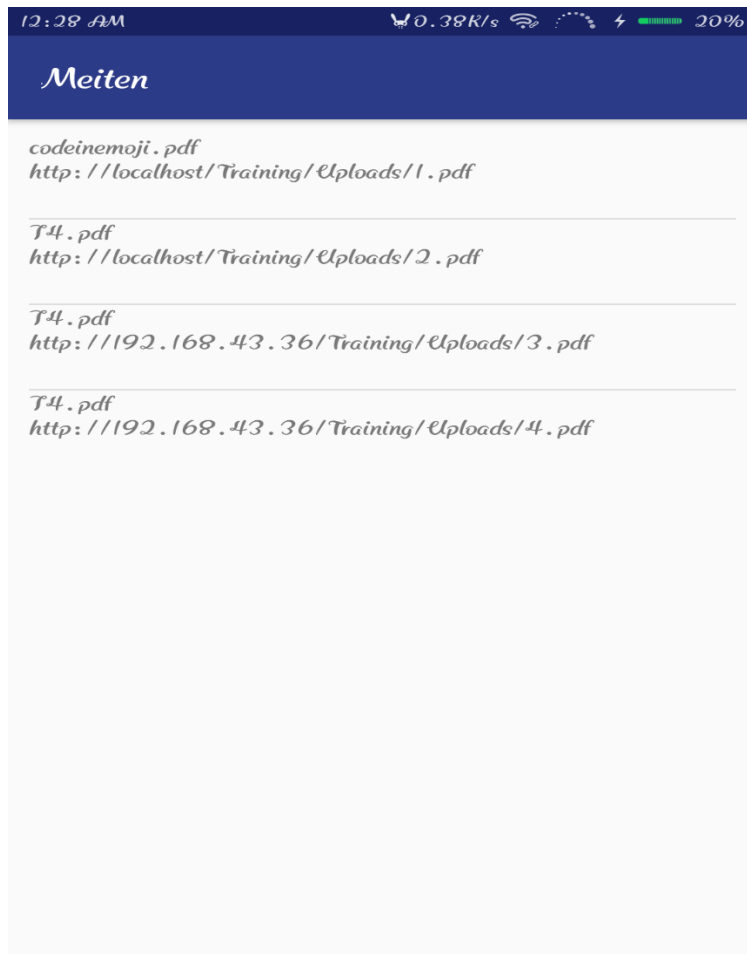 12:28 AM 0.38K/s 20%
Meiten
codeinemoji.pdf
http://localhost/Training/Uploads/1.pdf
T4.pdf
http://localhost/Training/Uploads/2.pdf
T4.pdf
http://192.168.43.36/Training/Uploads/3.pdf
T4.pdf
http://192.168.43.36/Training/Uploads/4.pdf